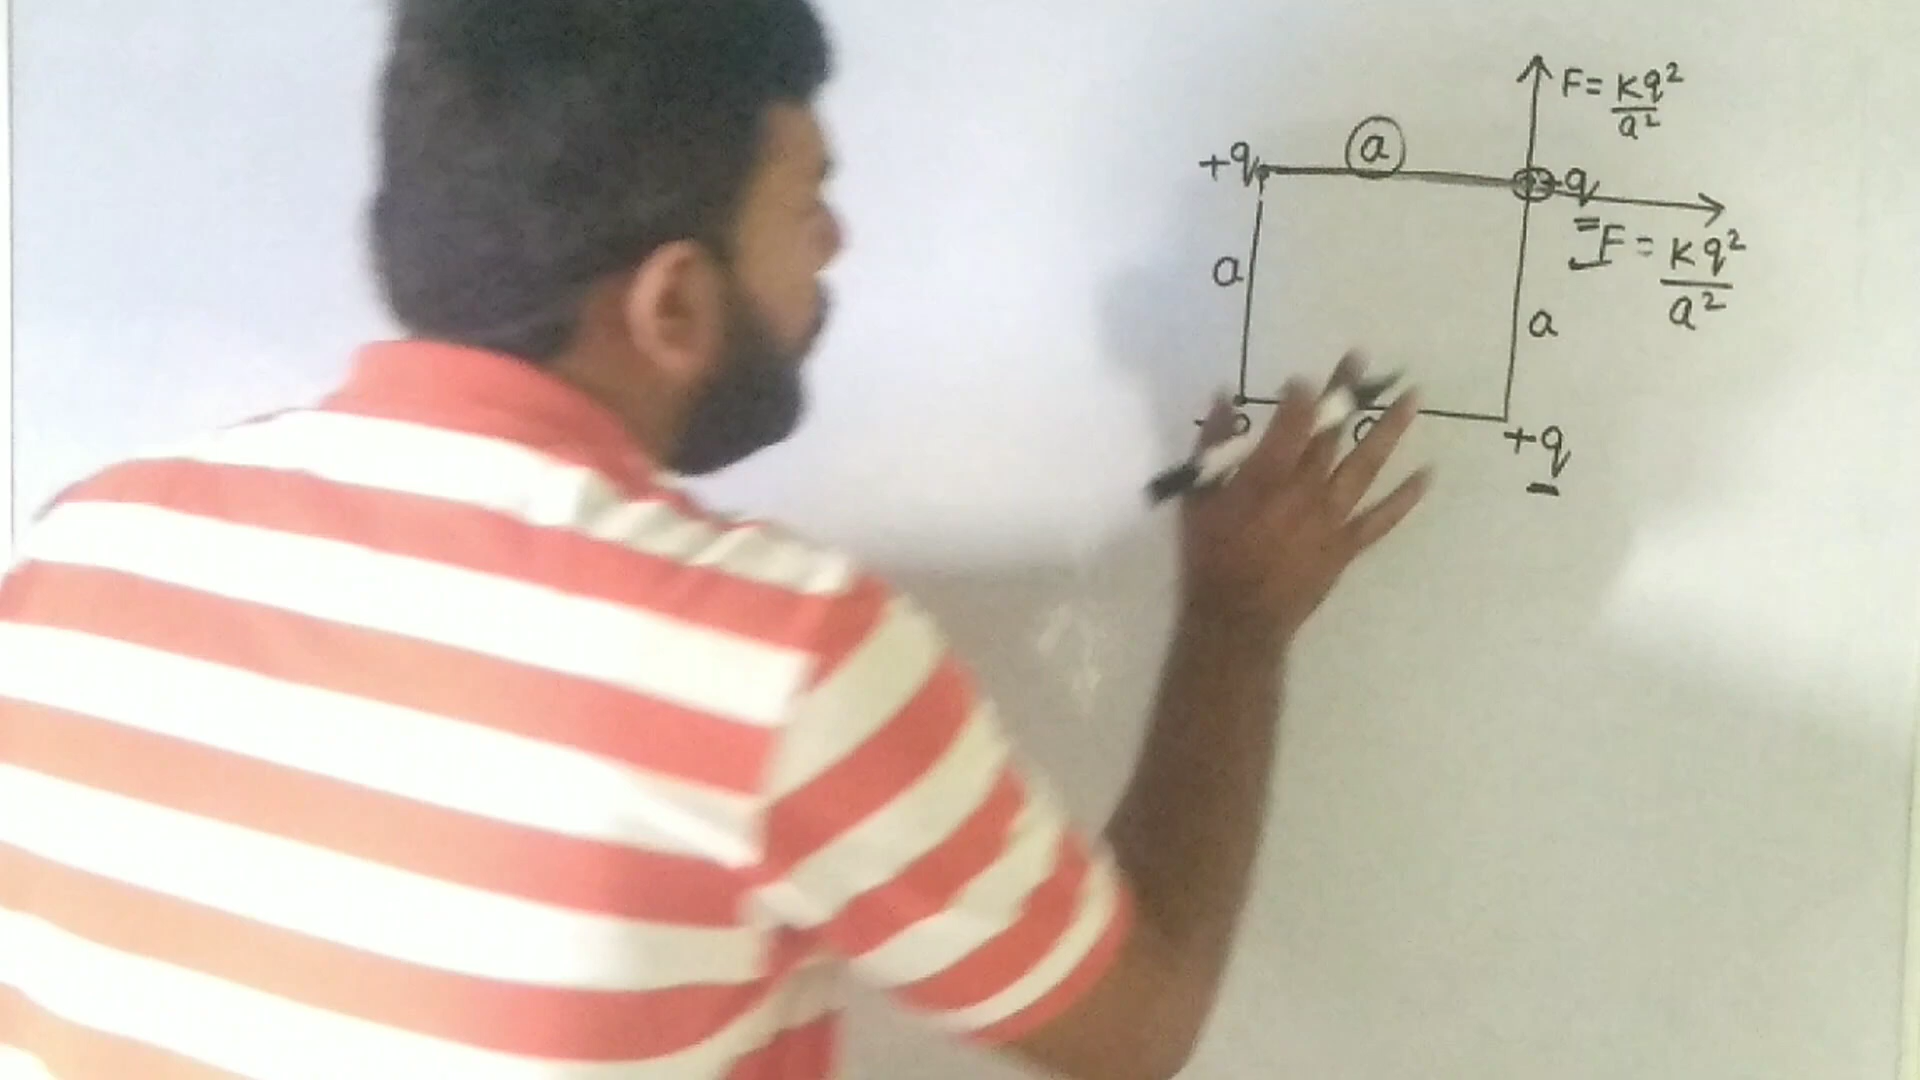 F = kq²/a²
+q
a
q
F = kq²/a²
a
a
+q